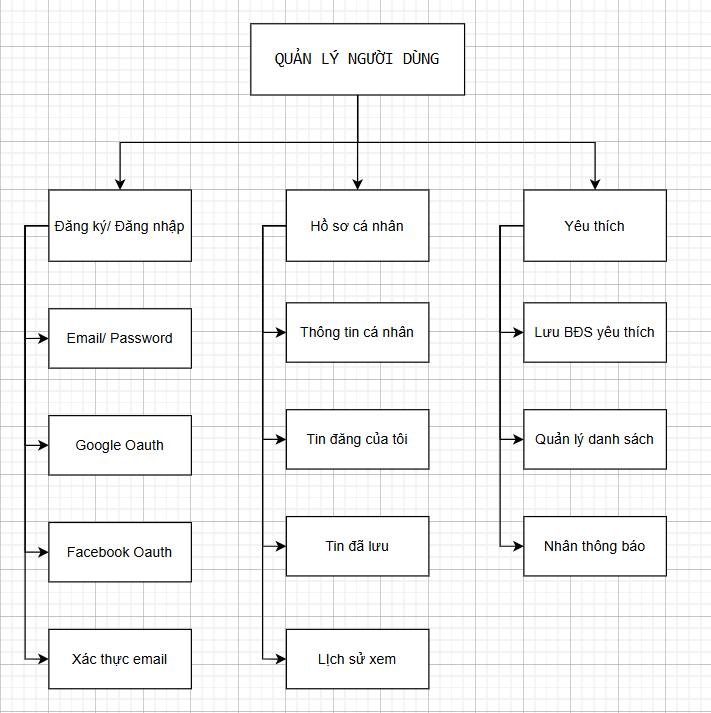 QUẢN LÝ NGƯỜI DÙNG
Đăng ký/ Đăng nhập
Email/ Password
Google Oauth
Facebook Oauth
Xác thực email
Hồ sơ cá nhân
Thông tin cá nhân
Tin đăng của tôi
Tin đã lưu
LỊch sử xem
Yêu thích
Lưu BĐS yêu thích
Quản lý danh sách
Nhân thông báo